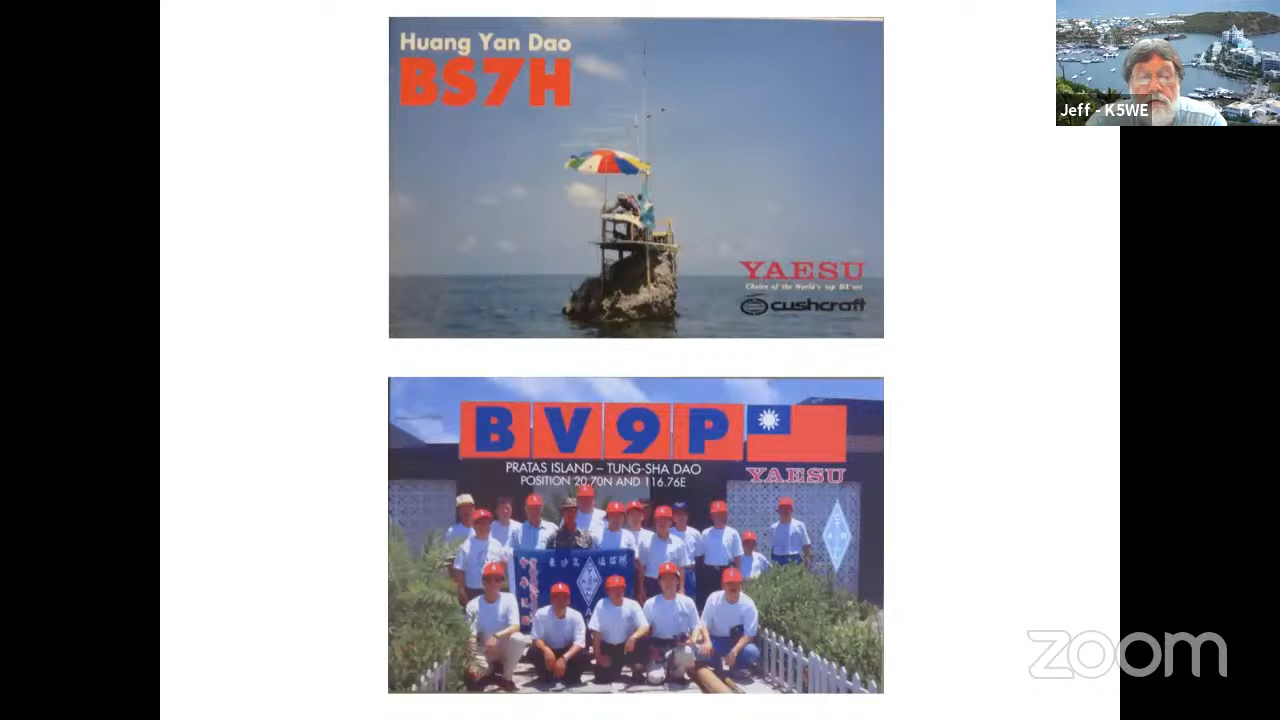 Huang Yan Dao
BS7H
YAESU
Choice of the World's top DX'ers
cushcraft
Jeff - K5WE
B V 9 P
PRATAS ISLAND – TUNG-SHA DAO
POSITION 20.70N AND 116.76E
YAESU
zoom